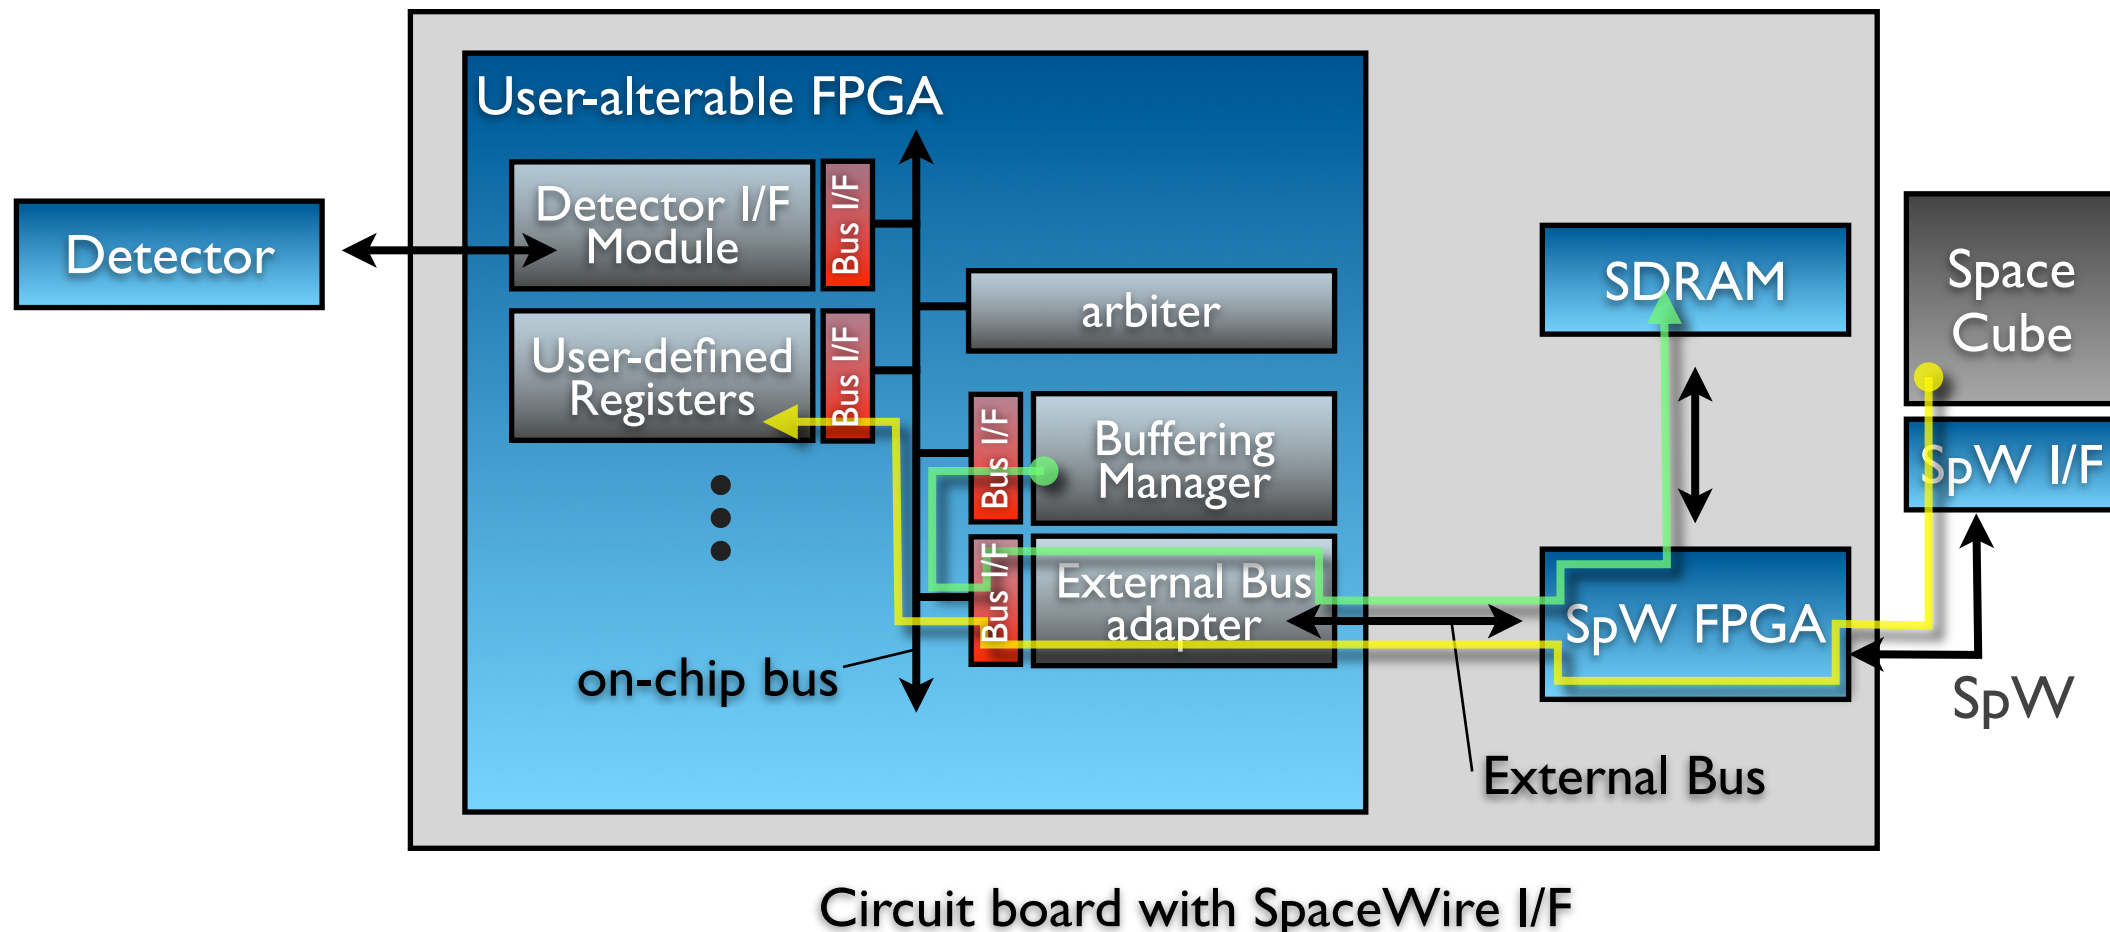 User-alterable FPGA
Detector
Detector I/F
Module
Bus I/F
User-defined
Registers
Bus I/F
arbiter
Bus I/F
Buffering
Manager
Bus I/F
External Bus
adapter
on-chip bus
SDRAM
SpW FPGA
External Bus
Space
Cube
SpW I/F
SpW
Circuit board with SpaceWire I/F